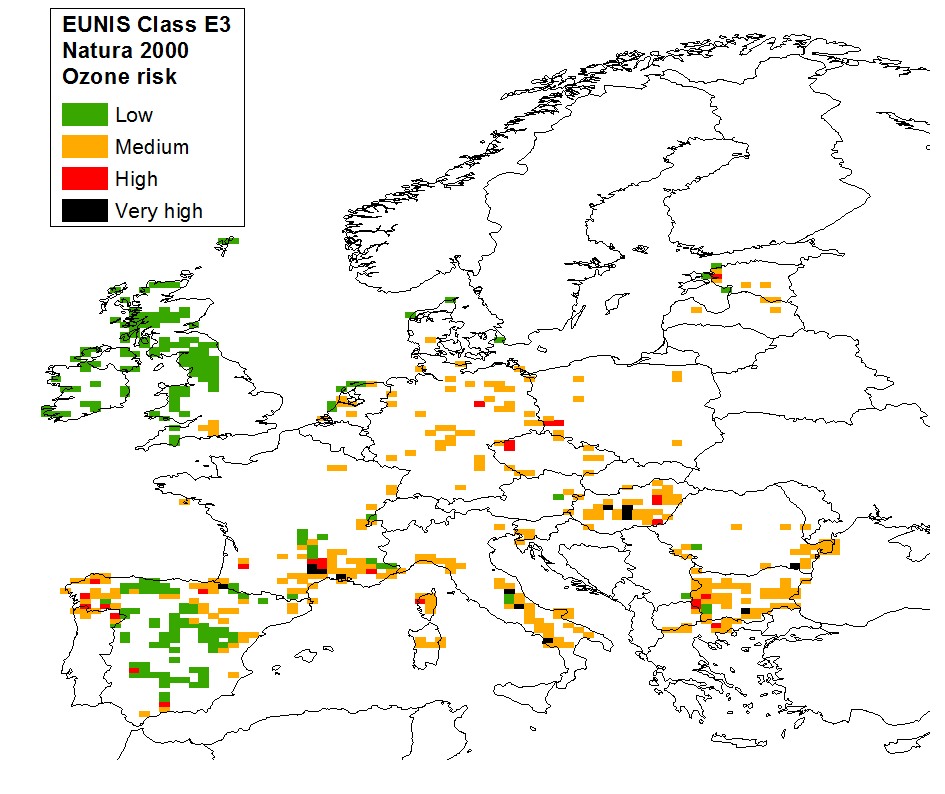 EUNIS Class E3
Natura 2000
Ozone risk
Low
Medium
High
Very high